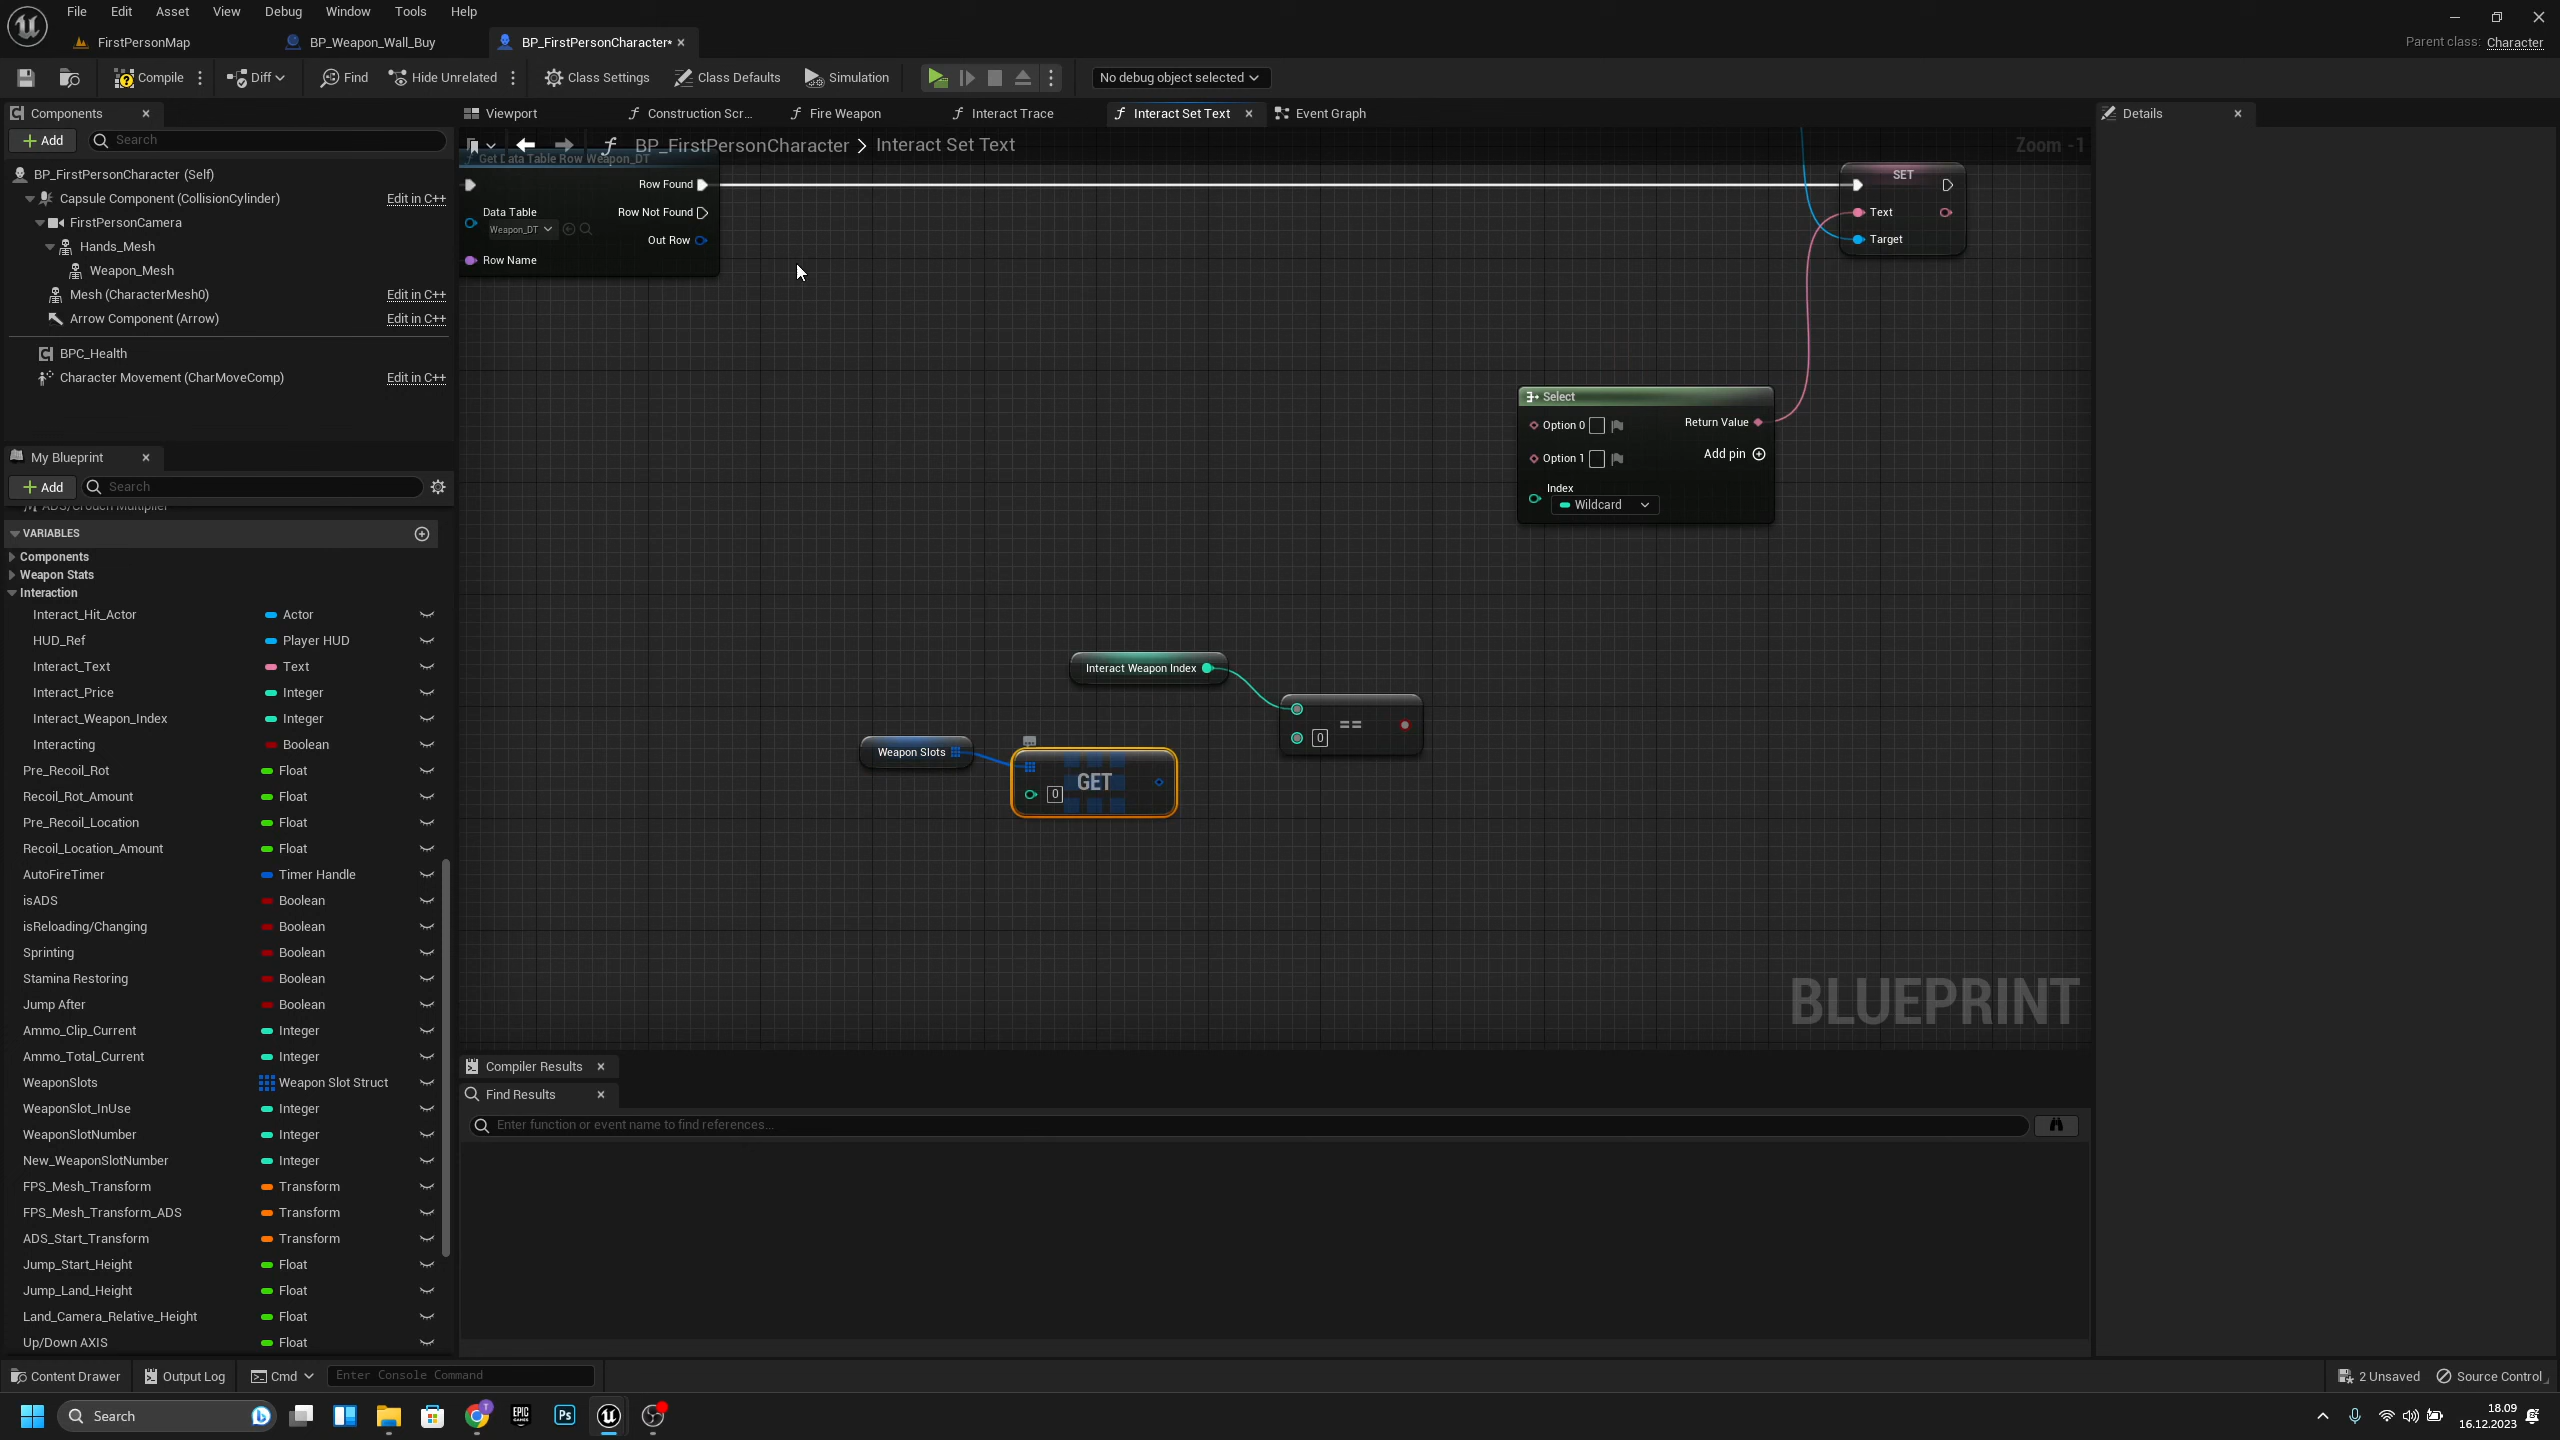 File Edit Asset View Debug Window Tools Help
FirstPersonMap BP_Weapon_Wall_Buy BP_FirstPersonCharacter* Parent class: Character
Compile Diff Find Hide Unrelated Class Settings Class Defaults Simulation No debug object selected
Components
Add Search
BP_FirstPersonCharacter (Self)
Capsule Component (CollisionCylinder) Edit in C++
FirstPersonCamera
Hands_Mesh
Weapon_Mesh
Mesh (CharacterMesh0) Edit in C++
Arrow Component (Arrow) Edit in C++
BPC_Health
Character Movement (CharMoveComp) Edit in C++
My Blueprint
Add Search
ADS/Crouch Multiplier
VARIABLES
Components
Weapon Stats
Interaction
Interact_Hit_Actor Actor
HUD_Ref Player HUD
Interact_Text Text
Interact_Price Integer
Interact_Weapon_Index Integer
Interacting Boolean
Pre_Recoil_Rot Float
Recoil_Rot_Amount Float
Pre_Recoil_Location Float
Recoil_Location_Amount Float
AutoFireTimer Timer Handle
isADS Boolean
isReloading/Changing Boolean
Sprinting Boolean
Stamina Restoring Boolean
Jump After Boolean
Ammo_Clip_Current Integer
Ammo_Total_Current Integer
WeaponSlots Weapon Slot Struct
WeaponSlot_InUse Integer
WeaponSlotNumber Integer
New_WeaponSlotNumber Integer
FPS_Mesh_Transform Transform
FPS_Mesh_Transform_ADS Transform
ADS_Start_Transform Transform
Jump_Start_Height Float
Jump_Land_Height Float
Land_Camera_Relative_Height Float
Up/Down AXIS Float
Viewport Construction Scr... Fire Weapon Interact Trace Interact Set Text Event Graph
BP_FirstPersonCharacter > Interact Set Text Zoom -1
Get Data Table Row Weapon_DT
Row Found
Data Table Row Not Found
Weapon_DT
Out Row
Row Name
SET
Text
Target
Select
Option 0 Return Value
Option 1 Add pin
Index
Wildcard
Interact Weapon Index
==
0
Weapon Slots
GET
0
BLUEPRINT
Compiler Results
Find Results
Enter function or event name to find references...
Details
Content Drawer Output Log Cmd Enter Console Command 2 Unsaved Source Control
Search EPIC GAMES Ps 18.09
16.12.2023